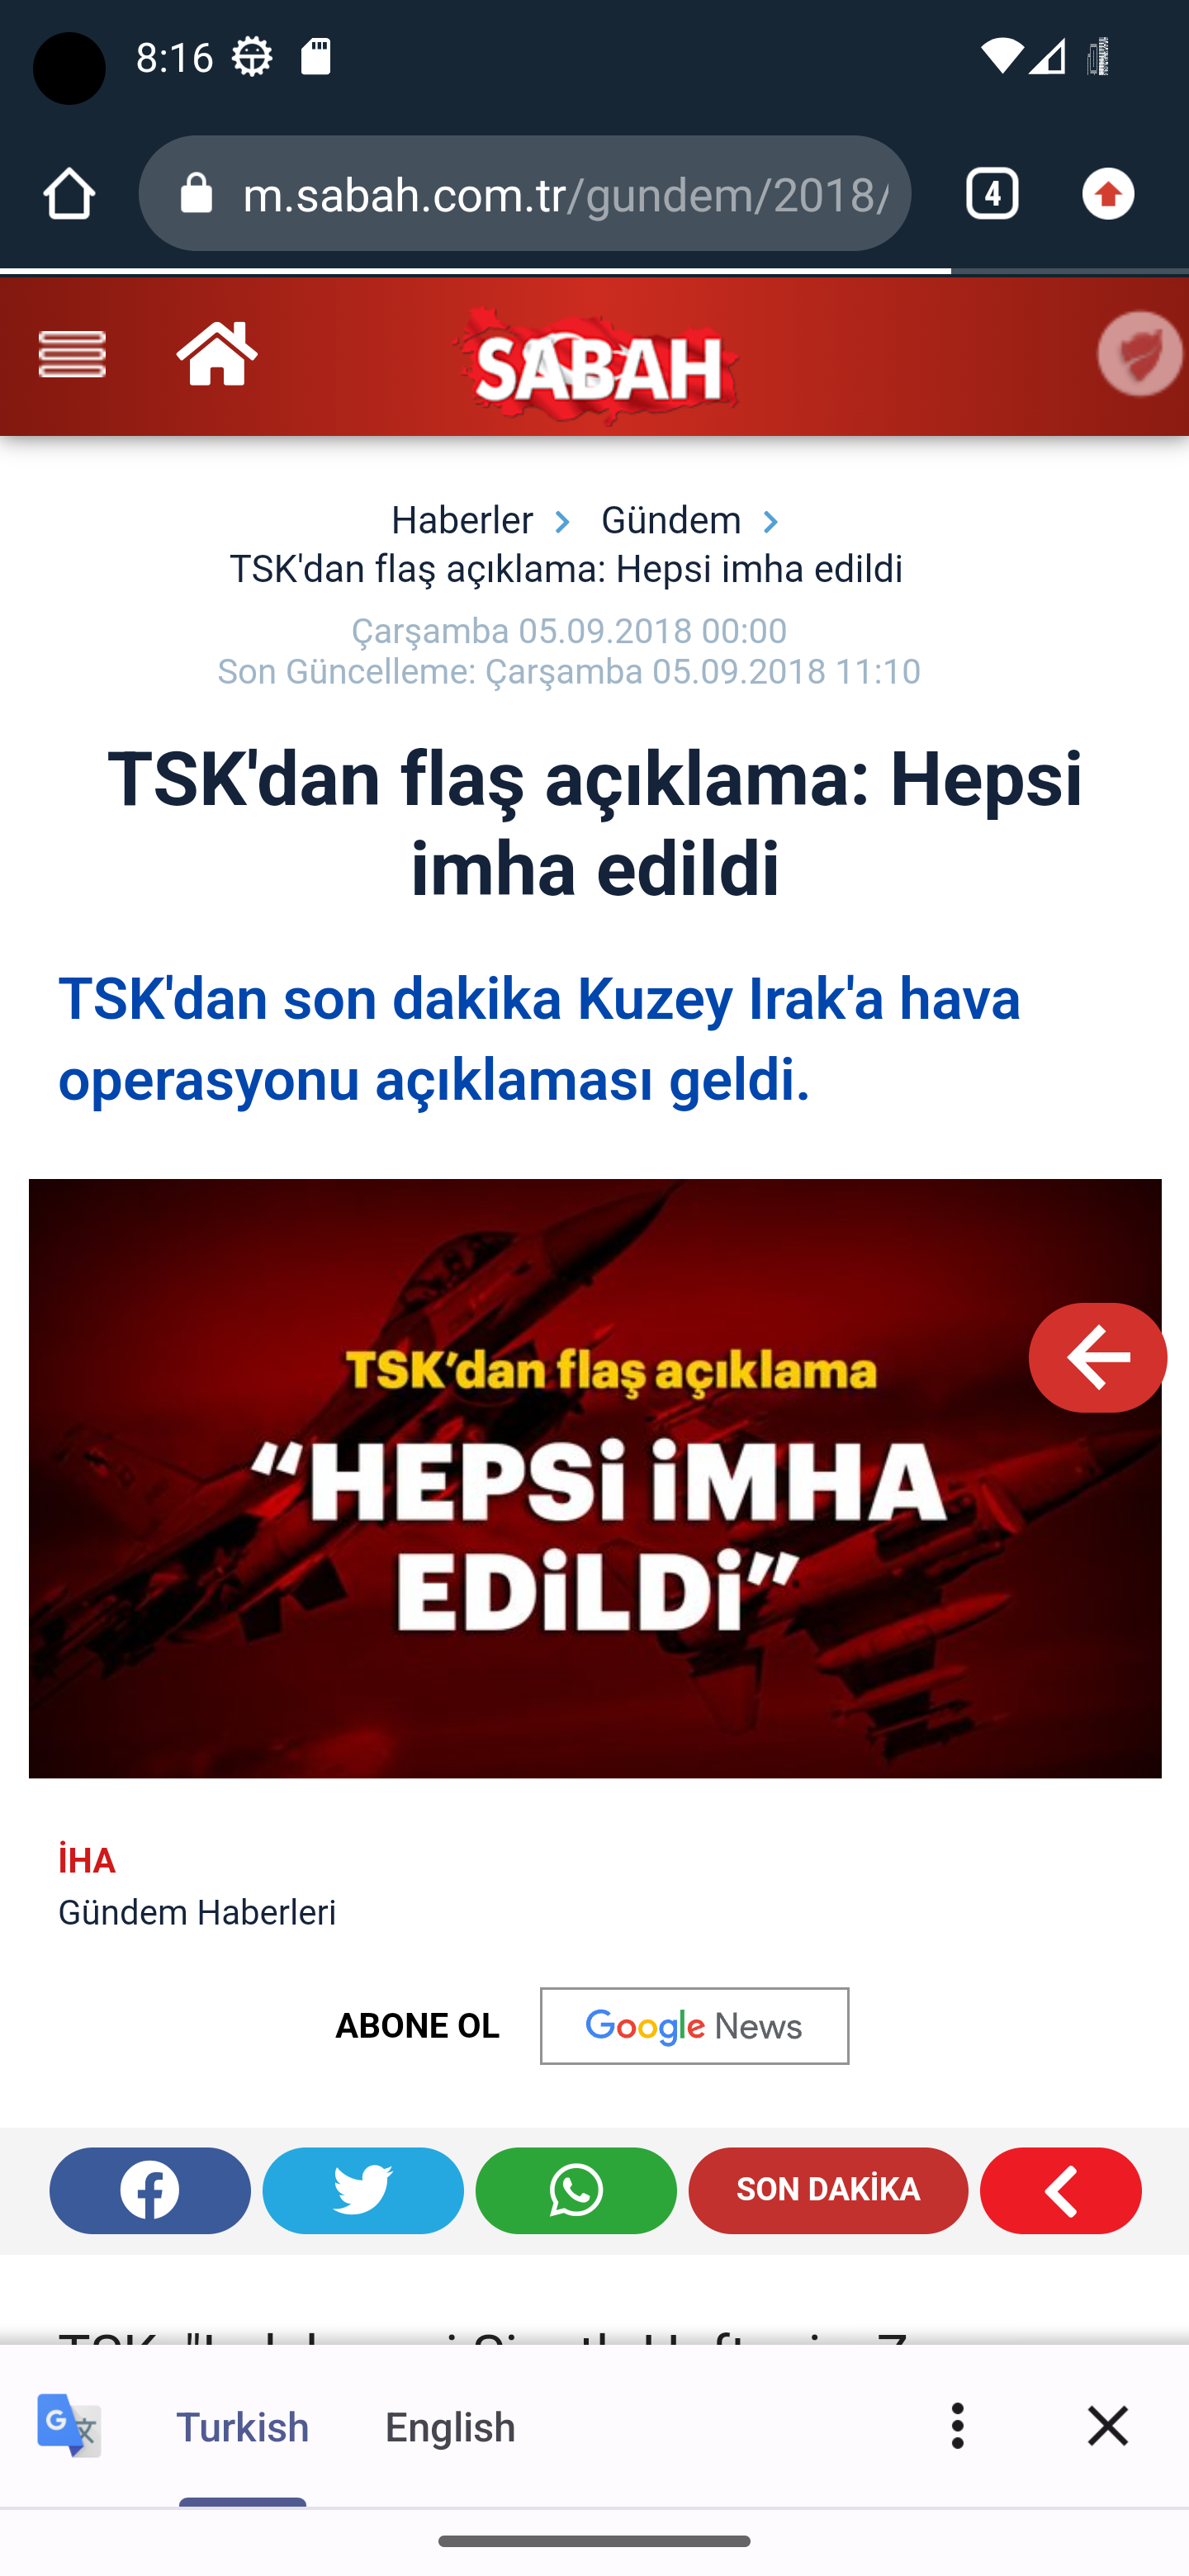 8:16
m.sabah.com.tr/gundem/2018/
4
SABAH
Haberler > Gündem >
TSK'dan flaş açıklama: Hepsi imha edildi
Çarşamba 05.09.2018 00:00
Son Güncelleme: Çarşamba 05.09.2018 11:10
TSK'dan flaş açıklama: Hepsi
imha edildi
TSK'dan son dakika Kuzey Irak'a hava
operasyonu açıklaması geldi.
TSK'dan flaş açıklama
“HEPSİ İMHA
EDİLDİ”
İHA
Gündem Haberleri
ABONE OL Google News
SON DAKİKA
Turkish English